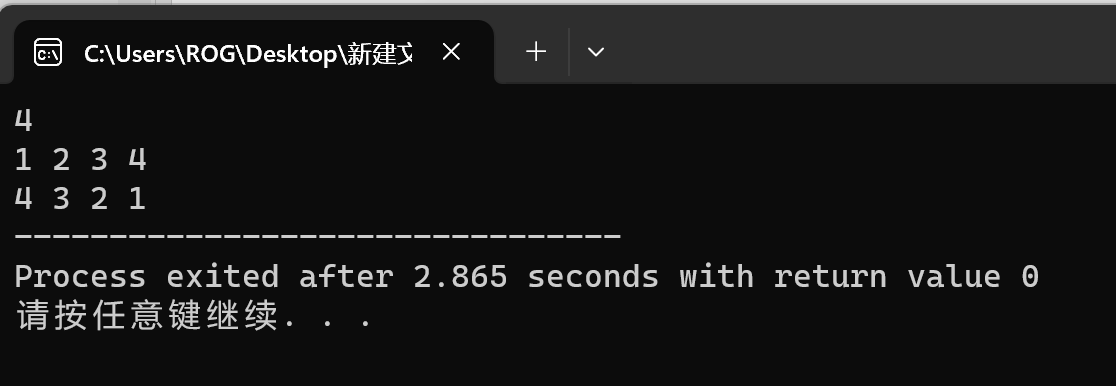 C:\Users\ROG\Desktop\新建文
4
1 2 3 4
4 3 2 1
--------------------------------
Process exited after 2.865 seconds with return value 0
请按任意键继续. . .